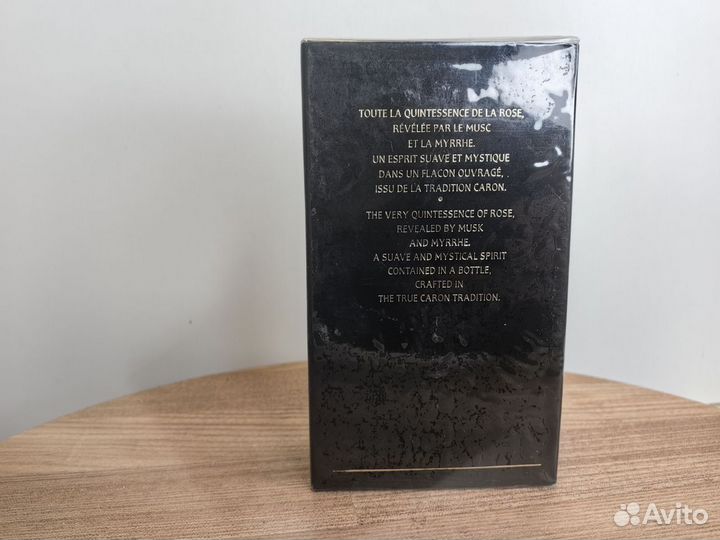 TOUTE LA QUINTESSENCE DE LA ROSE,
RÉVÉLÉE PAR LE MUSC
ET LA MYRRHE.
UN ESPRIT SUAVE ET MYSTIQUE
DANS UN FLACON OUVRAGÉ,
ISSU DE LA TRADITION CARON.
THE VERY QUINTESSENCE OF ROSE,
REVEALED BY MUSK
AND MYRRHE.
A SUAVE AND MYSTICAL SPIRIT
CONTAINED IN A BOTTLE,
CRAFTED IN
THE TRUE CARON TRADITION.
Avito